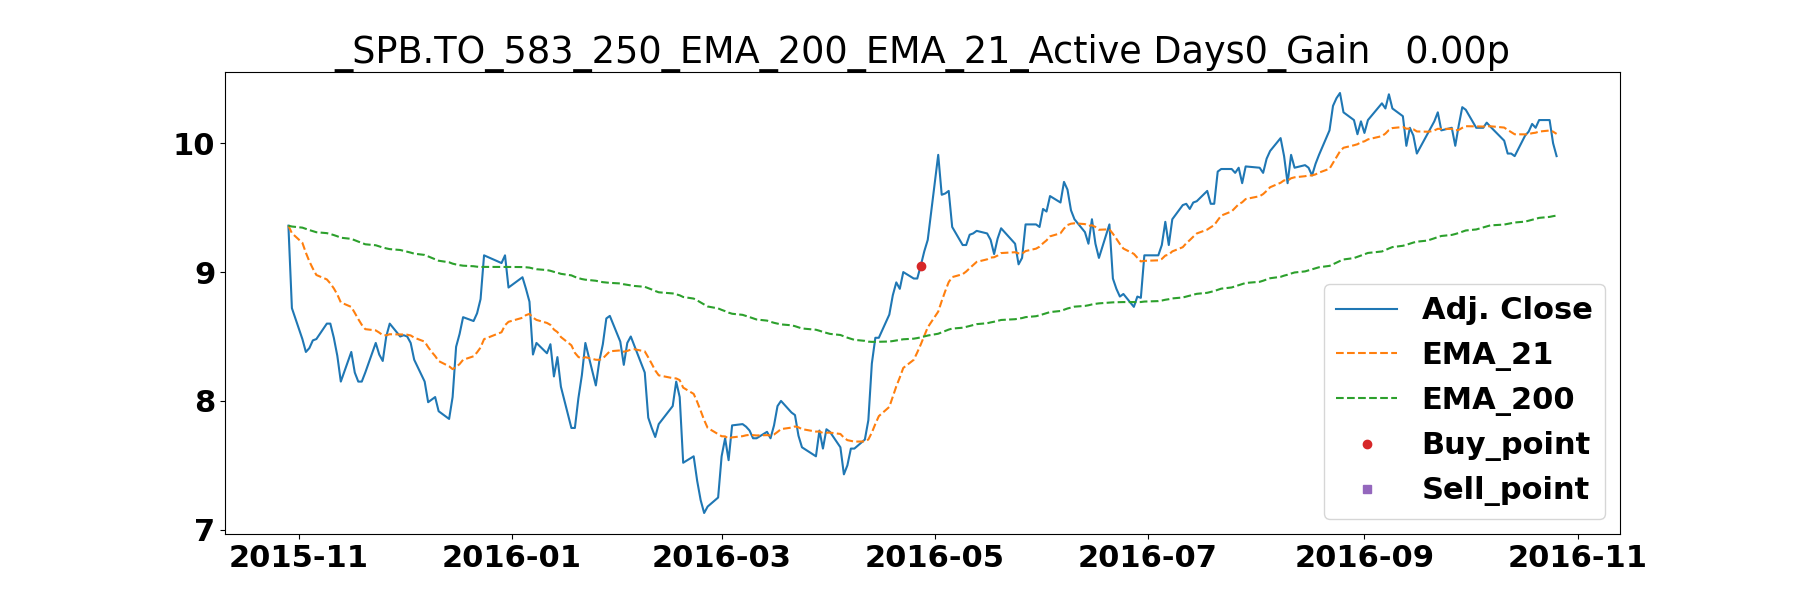 _SPB.TO_583_250_EMA_200_EMA_21_Active Days0_Gain   0.00p
10
9
8
7
2015-11 2016-01 2016-03 2016-05 2016-07 2016-09 2016-11
Adj. Close
EMA_21
EMA_200
Buy_point
Sell_point